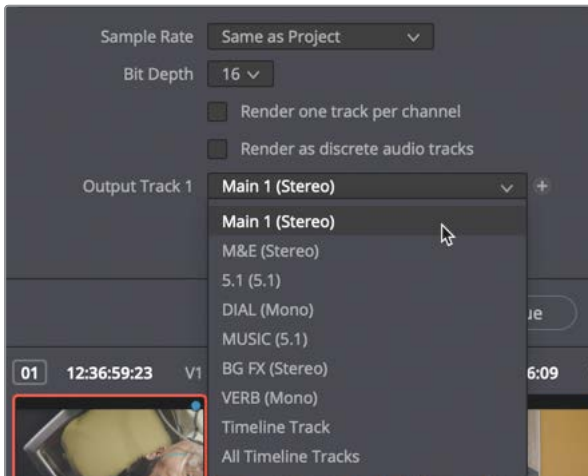 Sample Rate Same as Project
Bit Depth 16
Render one track per channel
Render as discrete audio tracks
Output Track 1 Main 1 (Stereo)
Main 1 (Stereo)
M&E (Stereo)
5.1 (5.1)
DIAL (Mono)
MUSIC (5.1)
BG FX (Stereo)
VERB (Mono)
Timeline Track
All Timeline Tracks
01 12:36:59:23 V1 6:09